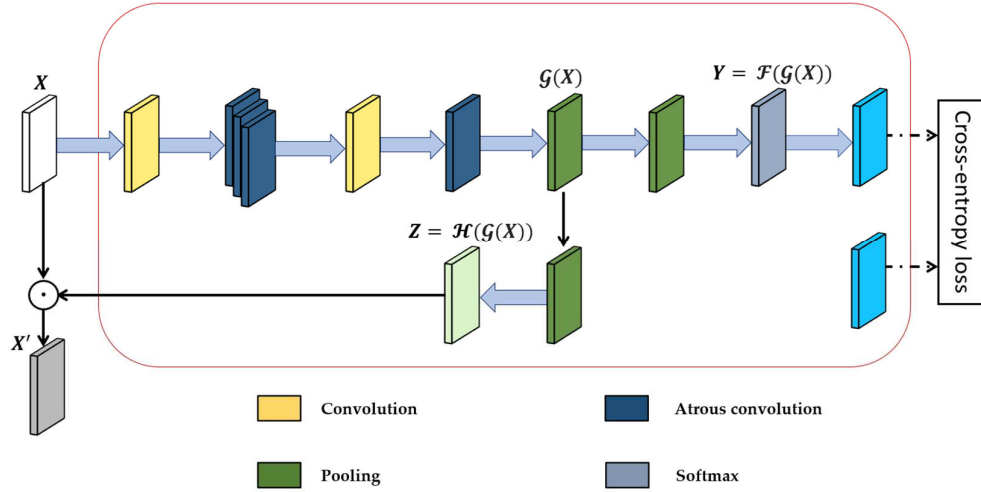 X
𝒢(X)
Y = ℱ(𝒢(X))
Cross-entropy loss
Z = ℋ(𝒢(X))
X′
Convolution
Atrous convolution
Pooling
Softmax